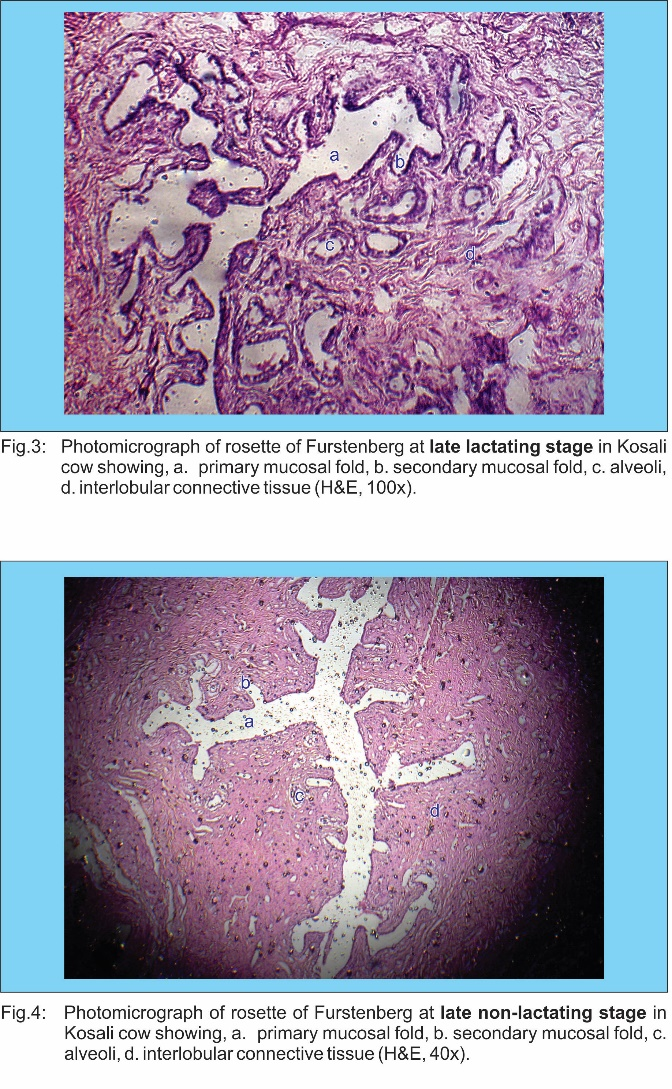 a
b
c
d
Fig.3: Photomicrograph of rosette of Furstenberg at late lactating stage in Kosali
cow showing, a. primary mucosal fold, b. secondary mucosal fold, c. alveoli,
d. interlobular connective tissue (H&E, 100x).
b
a
c
d
Fig.4: Photomicrograph of rosette of Furstenberg at late non-lactating stage in
Kosali cow showing, a. primary mucosal fold, b. secondary mucosal fold, c.
alveoli, d. interlobular connective tissue (H&E, 40x).